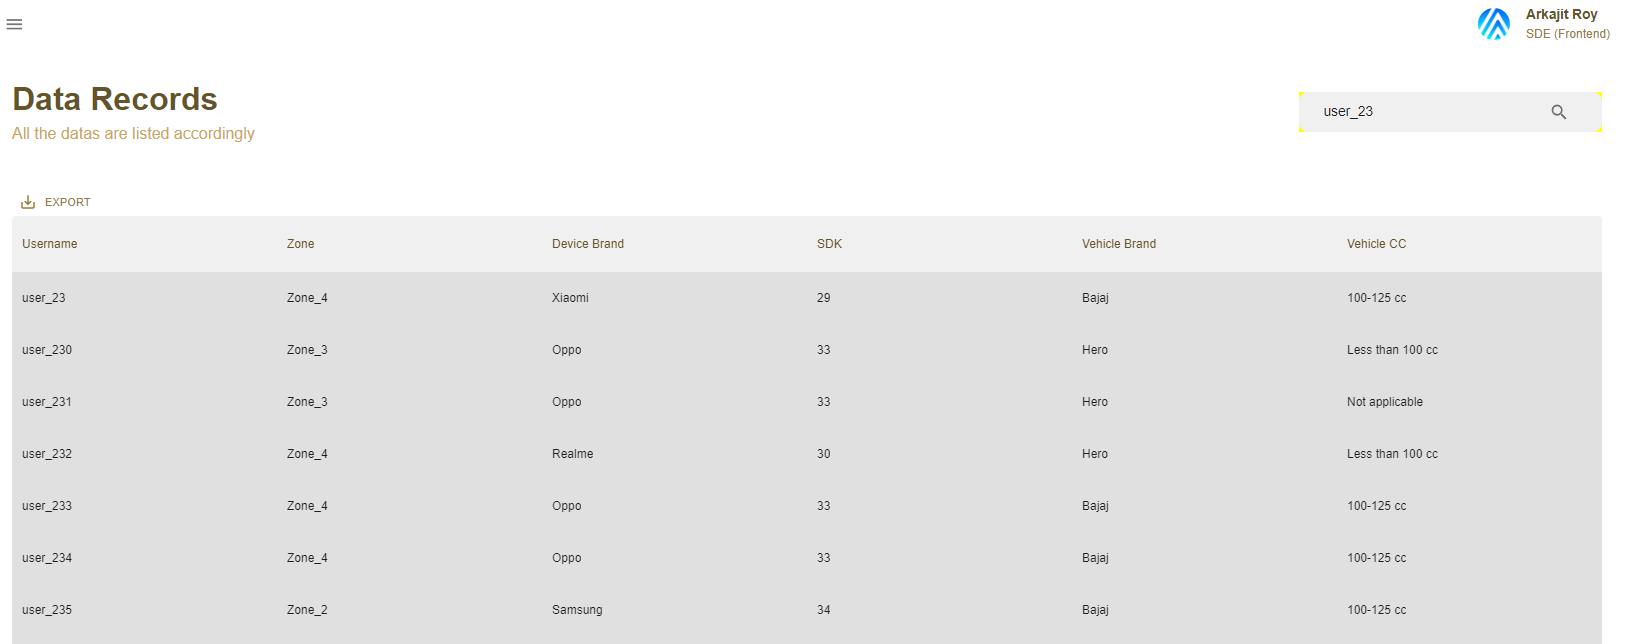 Arkajit Roy
SDE (Frontend)
Data Records
All the datas are listed accordingly
user_23
EXPORT
Username Zone Device Brand SDK Vehicle Brand Vehicle CC
user_23 Zone_4 Xiaomi 29 Bajaj 100-125 cc
user_230 Zone_3 Oppo 33 Hero Less than 100 cc
user_231 Zone_3 Oppo 33 Hero Not applicable
user_232 Zone_4 Realme 30 Hero Less than 100 cc
user_233 Zone_4 Oppo 33 Bajaj 100-125 cc
user_234 Zone_4 Oppo 33 Bajaj 100-125 cc
user_235 Zone_2 Samsung 34 Bajaj 100-125 cc